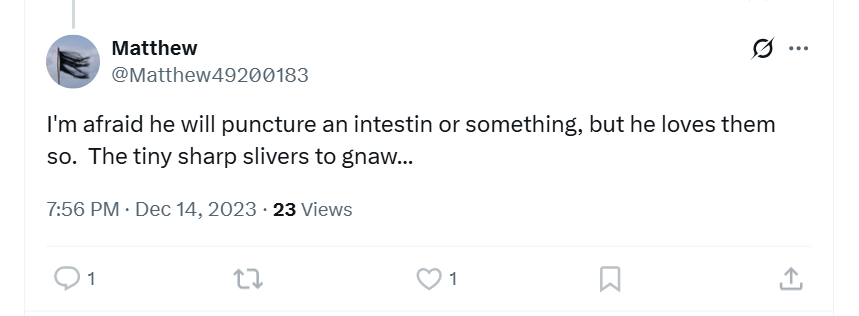 Matthew
@Matthew49200183
I'm afraid he will puncture an intestin or something, but he loves them
so.  The tiny sharp slivers to gnaw...
7:56 PM · Dec 14, 2023 · 23 Views
1
1